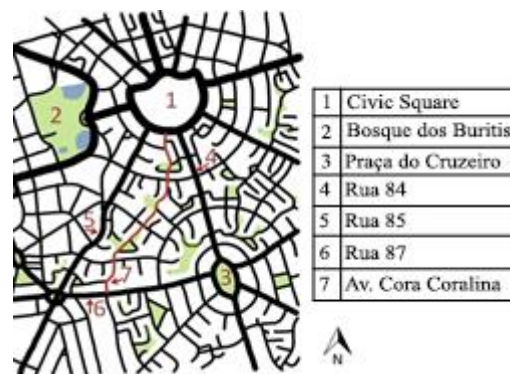 1
2
3
4
5
6
7
1 Civic Square
2 Bosque dos Buritis
3 Praça do Cruzeiro
4 Rua 84
5 Rua 85
6 Rua 87
7 Av. Cora Coralina
N